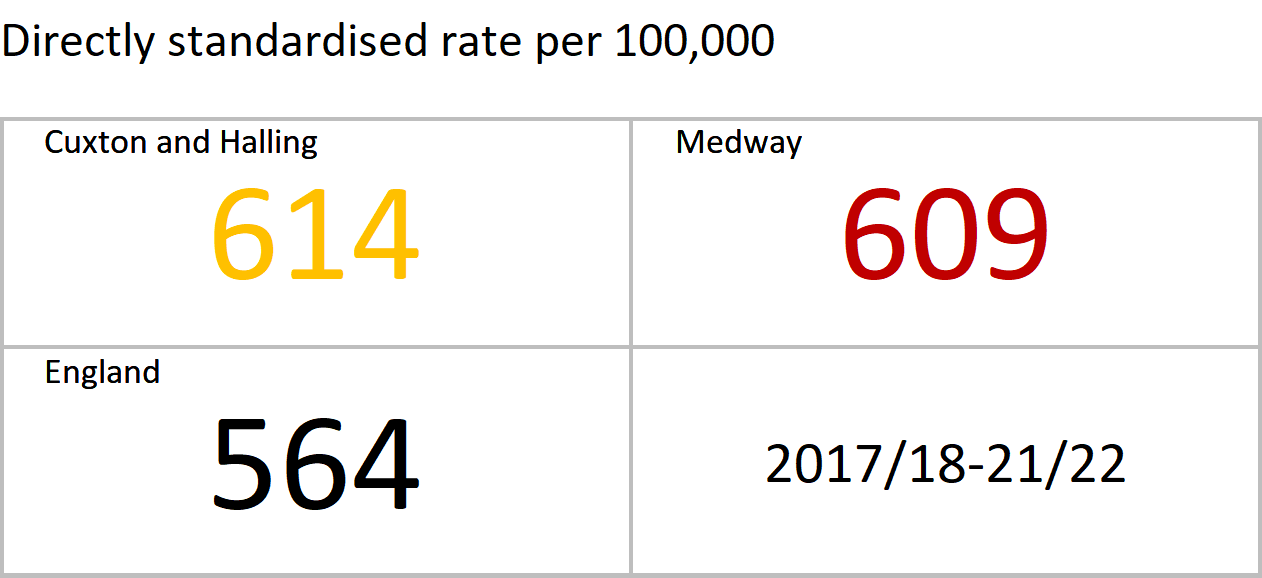 Directly standardised rate per 100,000
Cuxton and Halling
614
Medway
609
England
564
2017/18-21/22